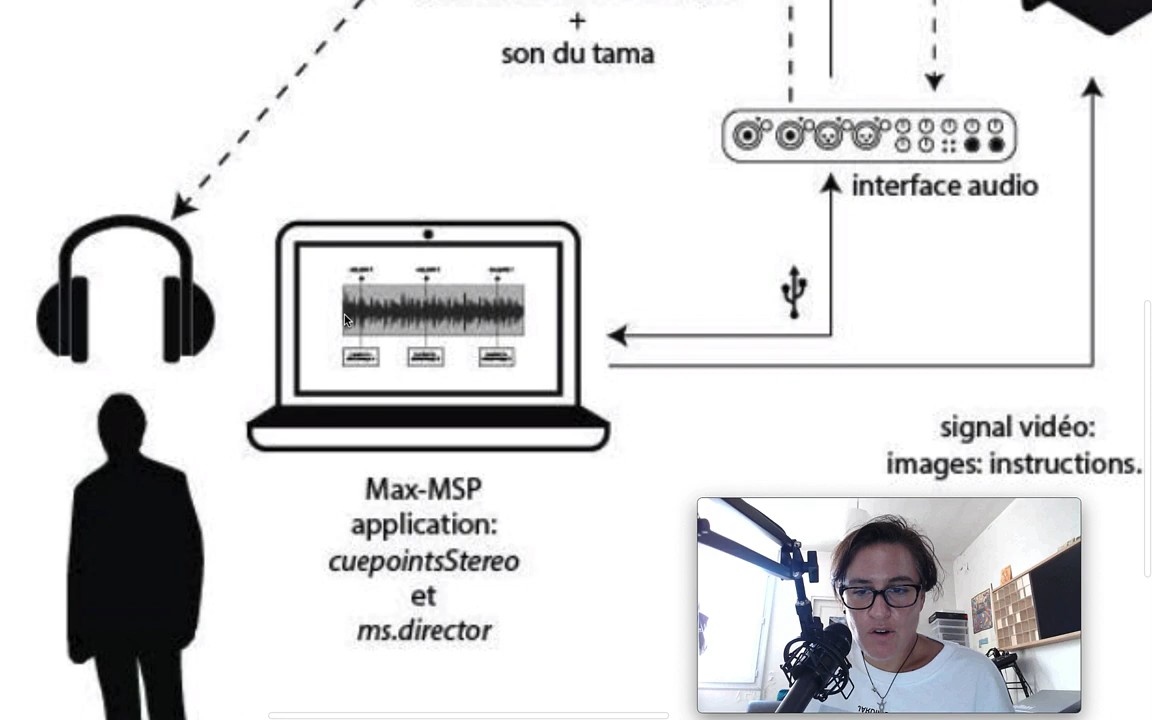 +
son du tama
interface audio
signal vidéo:
images: instructions.
Max-MSP
application:
cuepointsStereo
et
ms.director